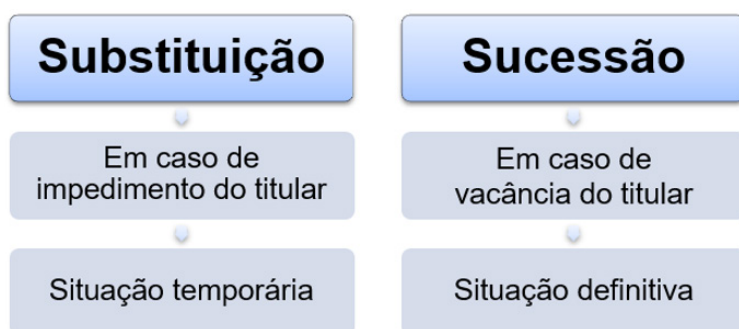 Substituição
Em caso de
impedimento do titular
Situação temporária
Sucessão
Em caso de
vacância do titular
Situação definitiva